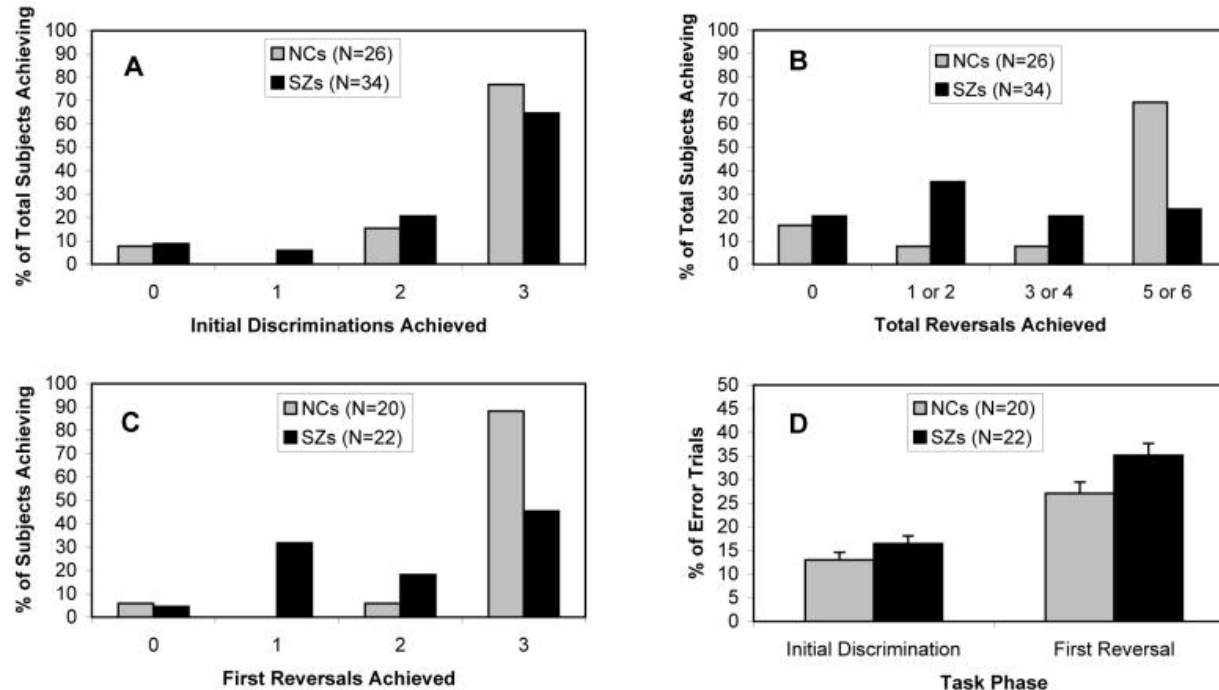 A
NCs (N=26)
SZs (N=34)
% of Total Subjects Achieving
100
90
80
70
60
50
40
30
20
10
0
0 1 2 3
Initial Discriminations Achieved
B
NCs (N=26)
SZs (N=34)
% of Total Subjects Achieving
100
90
80
70
60
50
40
30
20
10
0
0 1 or 2 3 or 4 5 or 6
Total Reversals Achieved
C
NCs (N=20)
SZs (N=22)
% of Subjects Achieving
100
90
80
70
60
50
40
30
20
10
0
0 1 2 3
First Reversals Achieved
D
NCs (N=20)
SZs (N=22)
% of Error Trials
50
45
40
35
30
25
20
15
10
5
0
Initial Discrimination First Reversal
Task Phase